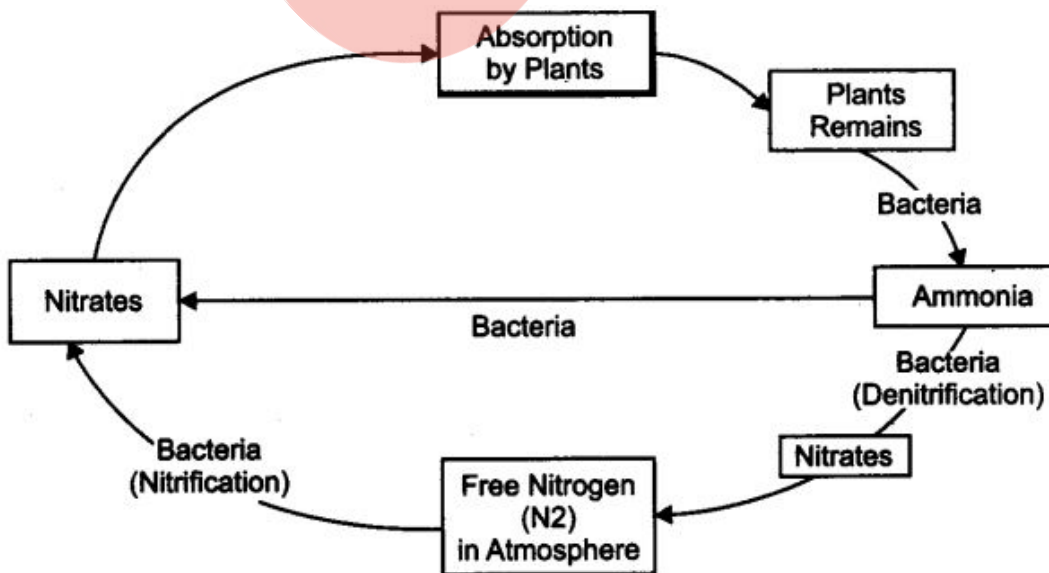 Absorption
by Plants
Plants
Remains
Bacteria
Nitrates
Ammonia
Bacteria
Bacteria
(Denitrification)
Bacteria
(Nitrification)
Nitrates
Free Nitrogen
(N2)
in Atmosphere